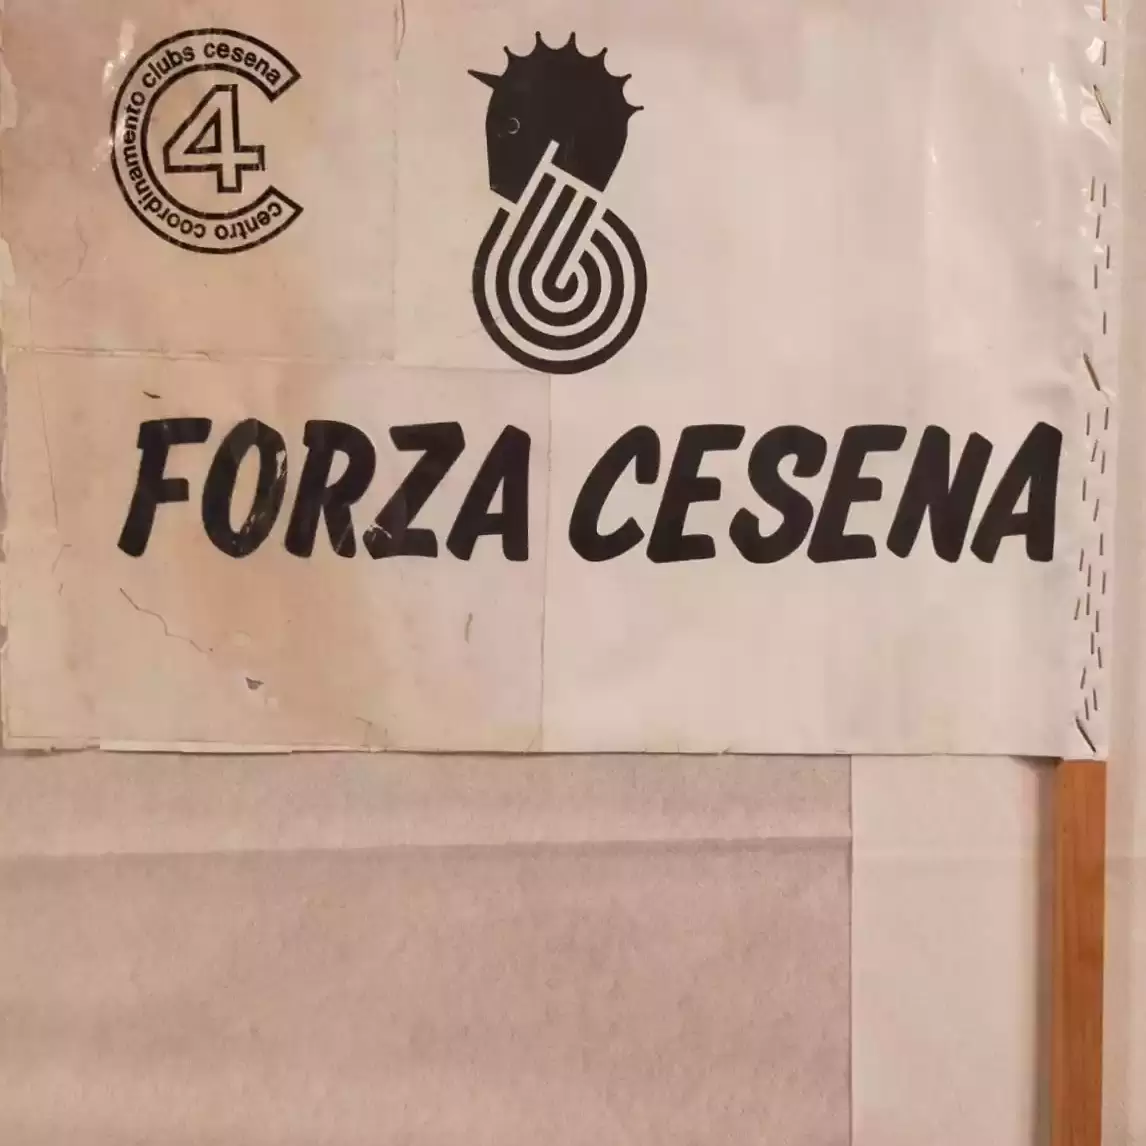 centro coordinamento clubs cesena
4
FORZA CESENA